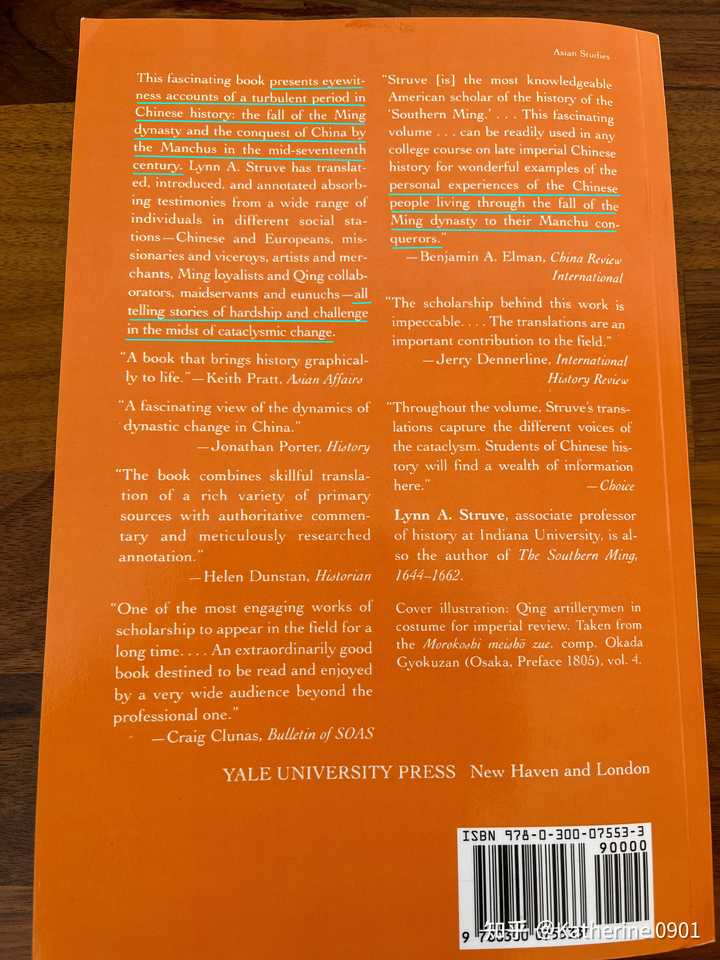 Asian Studies
This fascinating book presents eyewit-
ness accounts of a turbulent period in
Chinese history: the fall of the Ming
dynasty and the conquest of China by
the Manchus in the mid-seventeenth
century. Lynn A. Struve has translat-
ed, introduced, and annotated absorb-
ing testimonies from a wide range of
individuals in different social sta-
tions—Chinese and Europeans, mis-
sionaries and viceroys, artists and mer-
chants, Ming loyalists and Qing collab-
orators, maidservants and eunuchs—all
telling stories of hardship and challenge
in the midst of cataclysmic change.
“A book that brings history graphical-
ly to life.”—Keith Pratt, Asian Affairs
“A fascinating view of the dynamics of
dynastic change in China.”
—Jonathan Porter, History
“The book combines skillful transla-
tion of a rich variety of primary
sources with authoritative commen-
tary and meticulously researched
annotation.”
—Helen Dunstan, Historian
“One of the most engaging works of
scholarship to appear in the field for a
long time. . . . An extraordinarily good
book destined to be read and enjoyed
by a very wide audience beyond the
professional one.”
—Craig Clunas, Bulletin of SOAS
“Struve [is] the most knowledgeable
American scholar of the history of the
‘Southern Ming.’ . . . This fascinating
volume . . . can be readily used in any
college course on late imperial Chinese
history for wonderful examples of the
personal experiences of the Chinese
people living through the fall of the
Ming dynasty to their Manchu con-
querors.”
—Benjamin A. Elman, China Review
International
“The scholarship behind this work is
impeccable. . . . The translations are an
important contribution to the field.”
—Jerry Dennerline, International
History Review
“Throughout the volume, Struve’s trans-
lations capture the different voices of
the cataclysm. Students of Chinese his-
tory will find a wealth of information
here.” —Choice
Lynn A. Struve, associate professor
of history at Indiana University, is al-
so the author of The Southern Ming,
1644–1662.
Cover illustration: Qing artillerymen in
costume for imperial review. Taken from
the Morokoshi meishō zue, comp. Okada
Gyokuzan (Osaka, Preface 1805), vol. 4.
YALE UNIVERSITY PRESS New Haven and London
ISBN 978-0-300-07553-3
90000
知乎 @Katherine 0901